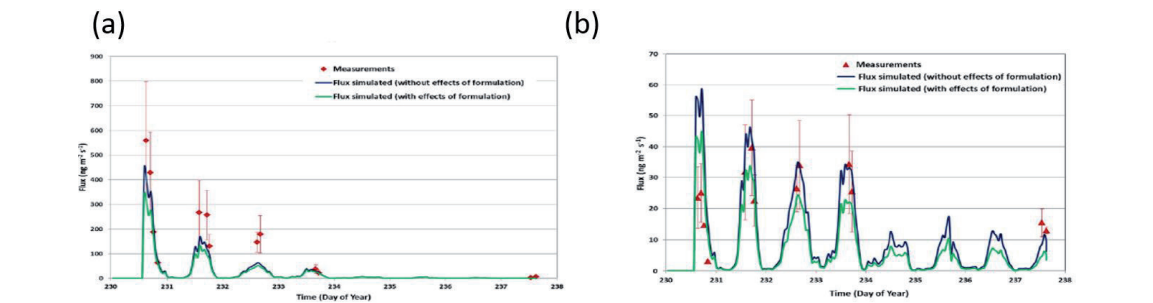 (a)
(b)
900
800
700
600
500
400
300
200
100
0
Flux (ng m-2 s-1)
Measurements
Flux simulated (without effects of formulation)
Flux simulated (with effects of formulation)
230 231 232 233 234 235 236 237 238
Time (Day of Year)
70
60
50
40
30
20
10
0
Flux (ng m-2 s-1)
Measurements
Flux simulated (without effects of formulation)
Flux simulated (with effects of formulation)
230 231 232 233 234 235 236 237 238
Time (Day of Year)